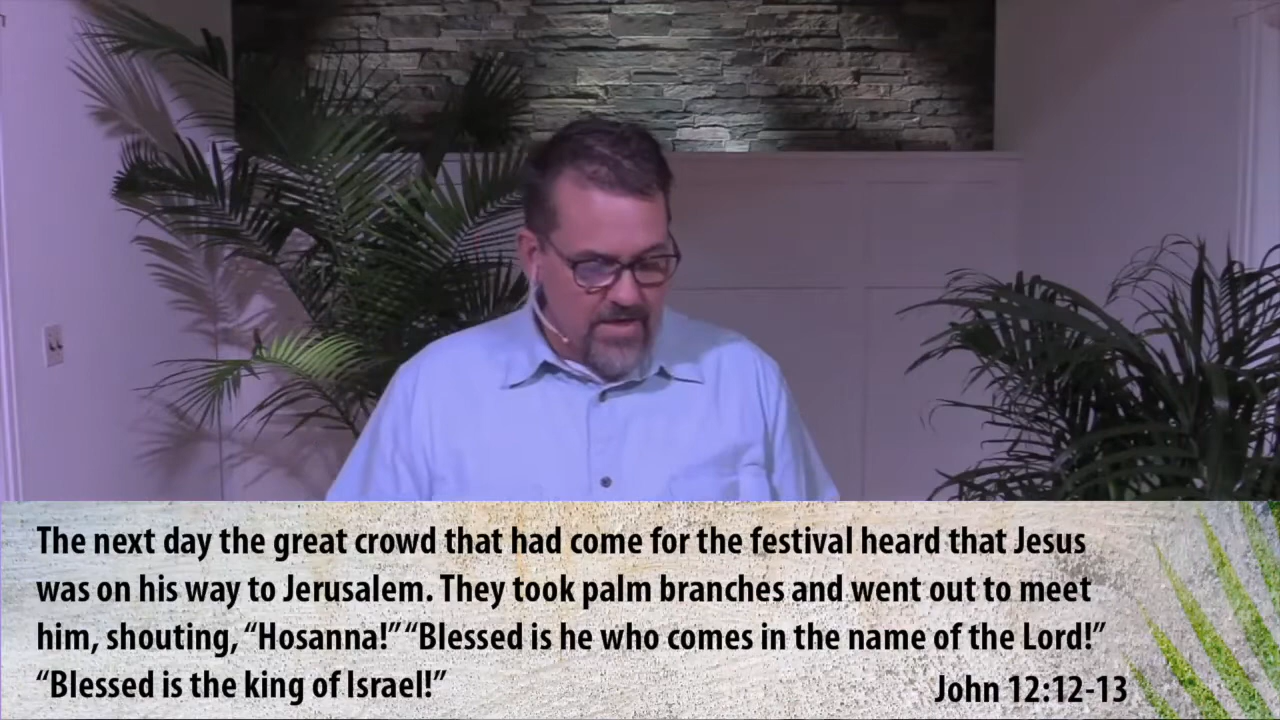 The next day the great crowd that had come for the festival heard that Jesus
was on his way to Jerusalem. They took palm branches and went out to meet
him, shouting, “Hosanna!” “Blessed is he who comes in the name of the Lord!”
“Blessed is the king of Israel!”
John 12:12-13